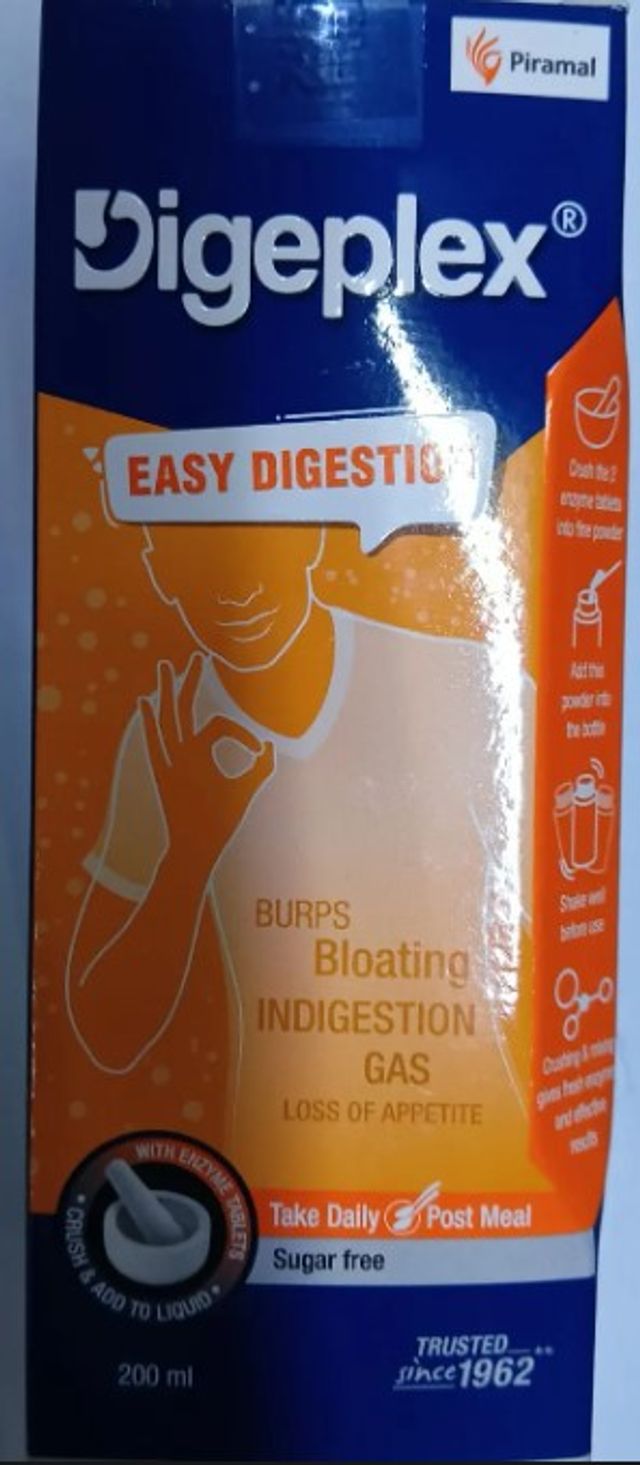 Piramal
Digeplex®
EASY DIGESTIO
Crush the 2
enzyme tablets
into fine powder
Add this
powder into
the bottle
Shake well
before use
BURPS
Bloating
INDIGESTION
GAS
LOSS OF APPETITE
Crushing & mixing
gives fresh enzyme
and effective
results
WITH ENZYME TABLETS
• CRUSH & ADD TO LIQUID •
Take Daily Post Meal
Sugar free
200 ml
TRUSTED
since 1962